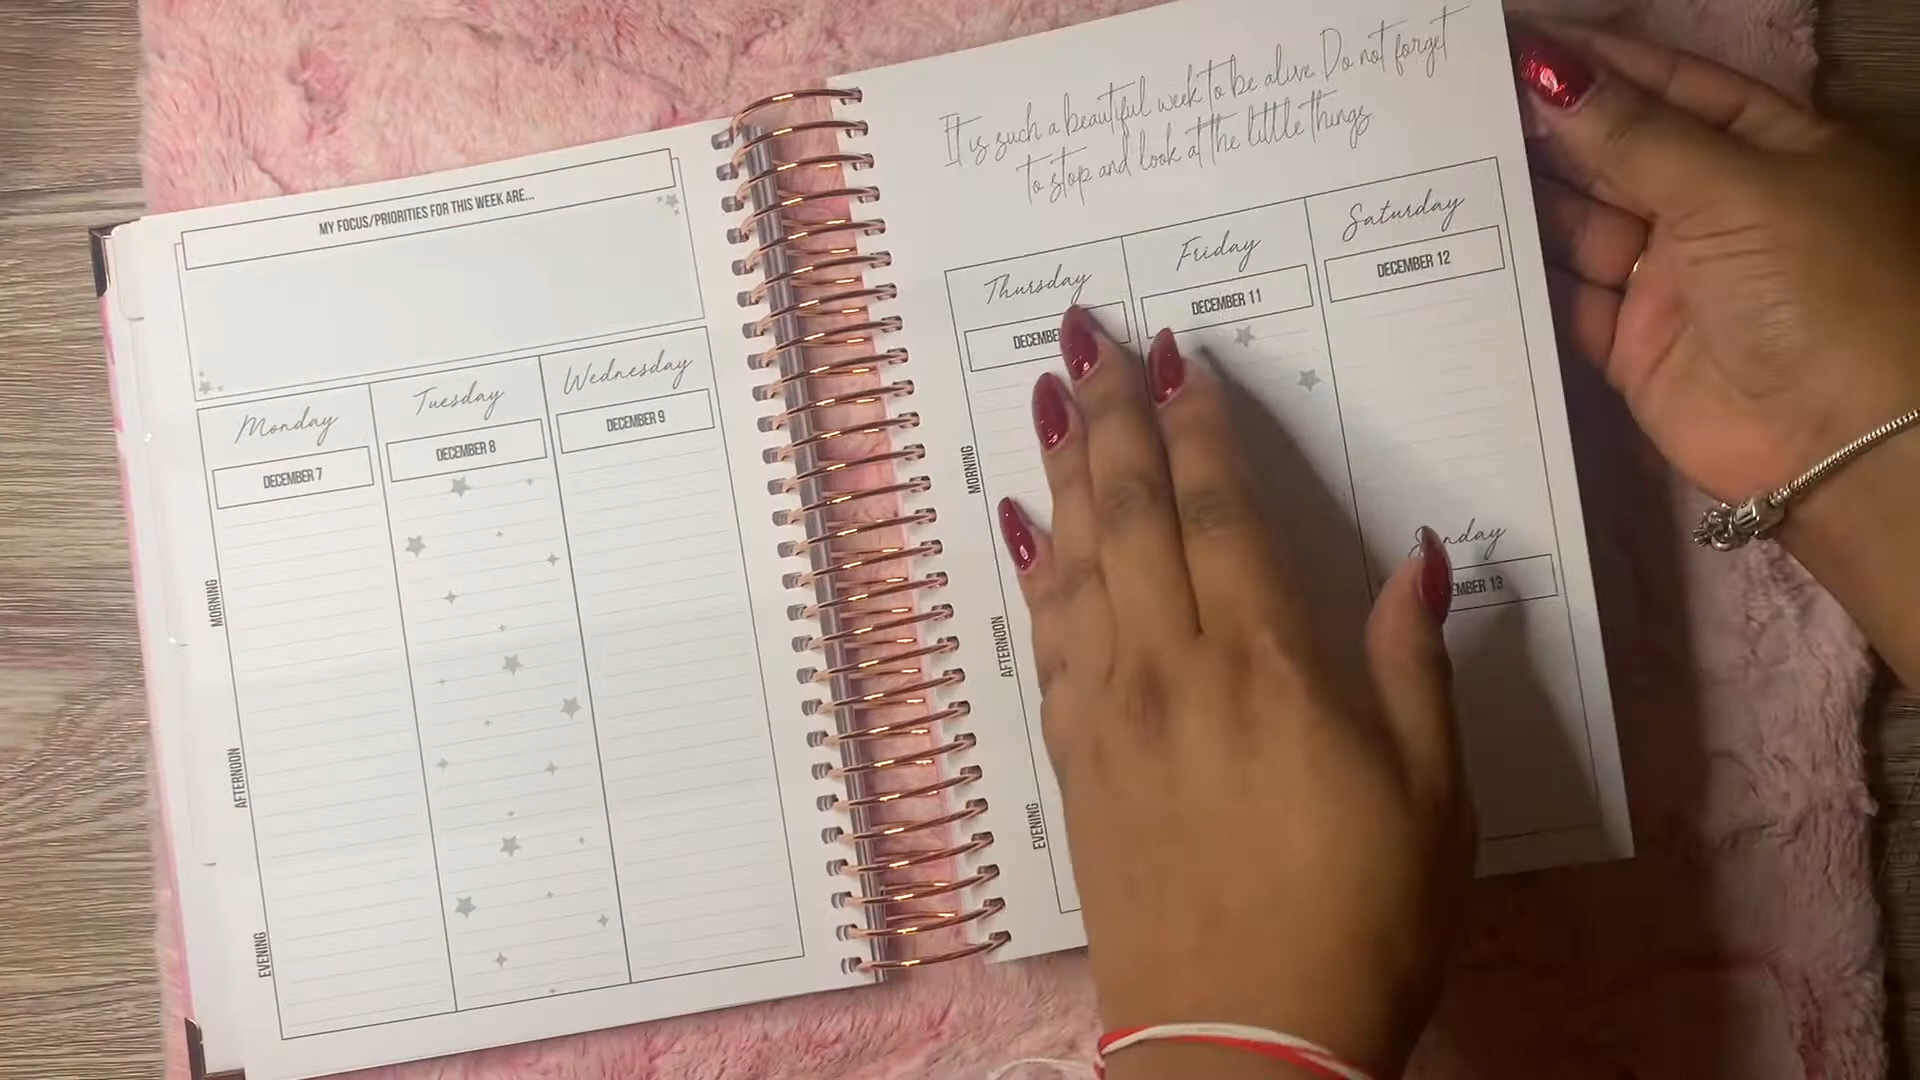 MY FOCUS/PRIORITIES FOR THIS WEEK ARE...
Monday
DECEMBER 7
Tuesday
DECEMBER 8
Wednesday
DECEMBER 9
MORNING
AFTERNOON
EVENING
It is such a beautiful week to be alive. Do not forget
to stop and look at the little things
Thursday
Friday
DECEMBER 11
Saturday
DECEMBER 12
MORNING
AFTERNOON
EVENING
13